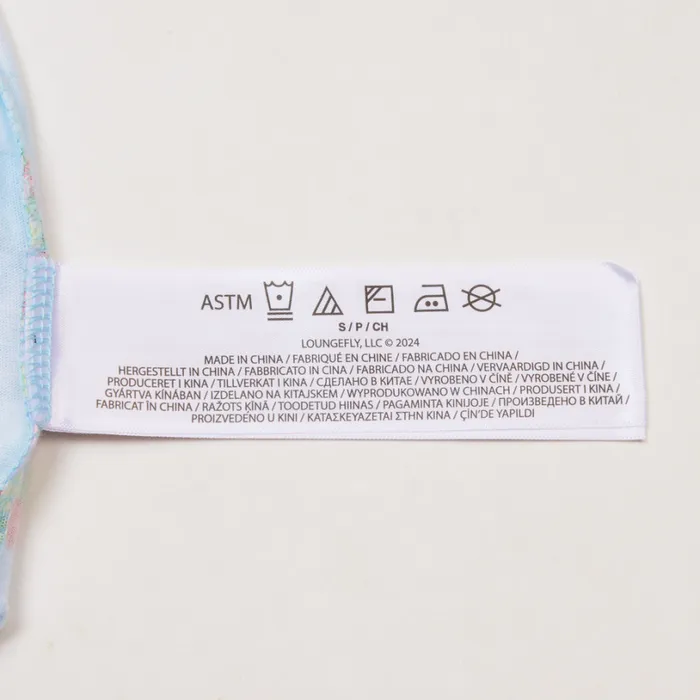 ASTM
S / P / CH
LOUNGEFLY, LLC © 2024
MADE IN CHINA / FABRIQUÉ EN CHINE / FABRICADO EN CHINA /
HERGESTELLT IN CHINA / FABBRICATO IN CINA / FABRICADO NA CHINA / VERVAARDIGD IN CHINA /
PRODUCERET I KINA / TILLVERKAT I KINA / СДЕЛАНО В КИТАЕ / VYROBENO V ČÍNĚ / VYROBENÉ V ČÍNE /
GYÁRTVA KÍNÁBAN / IZDELANO NA KITAJSKEM / WYPRODUKOWANO W CHINACH / PRODUSERT I KINA /
FABRICAT ÎN CHINA / RAŽOTS ĶĪNĀ / TOODETUD HIINAS / PAGAMINTA KINIJOJE / ПРОИЗВЕДЕНО В КИТАЙ /
PROIZVEDENO U KINI / ΚΑΤΑΣΚΕΥΑΖΕΤΑΙ ΣΤΗΝ ΚΙΝΑ / ÇİN'DE YAPILDI